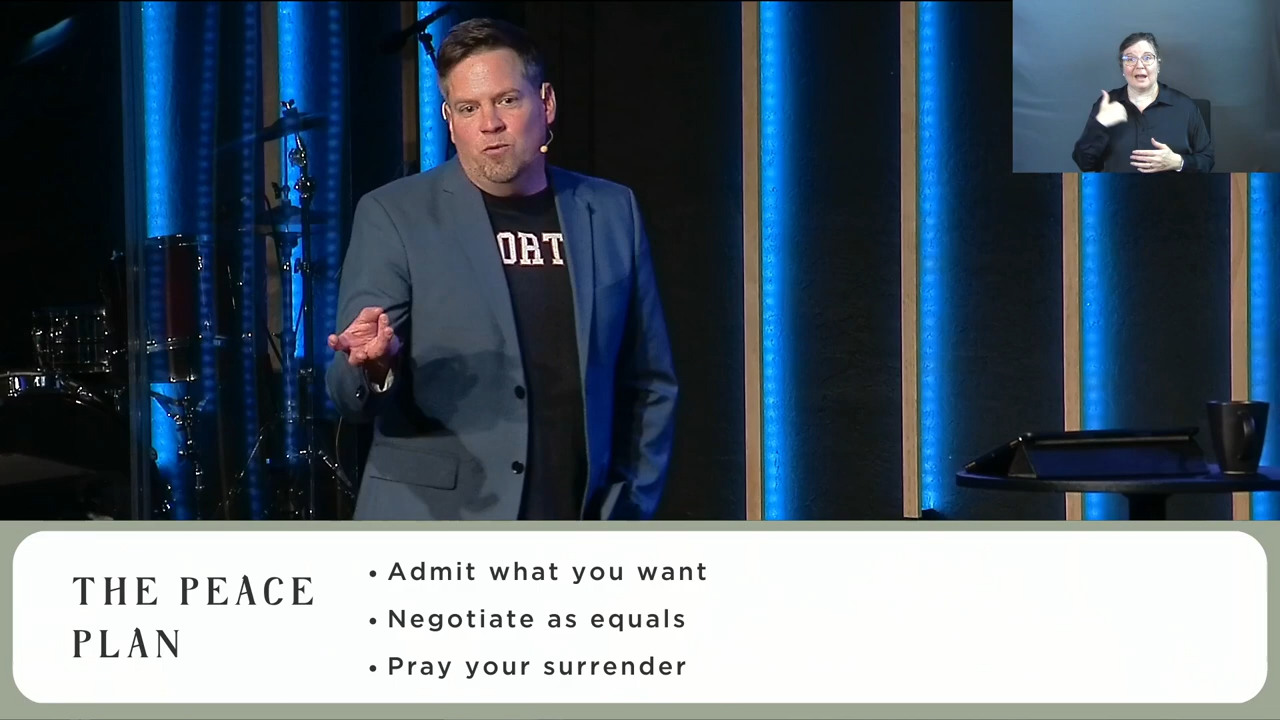 ORT
THE PEACE
PLAN
• Admit what you want
• Negotiate as equals
• Pray your surrender